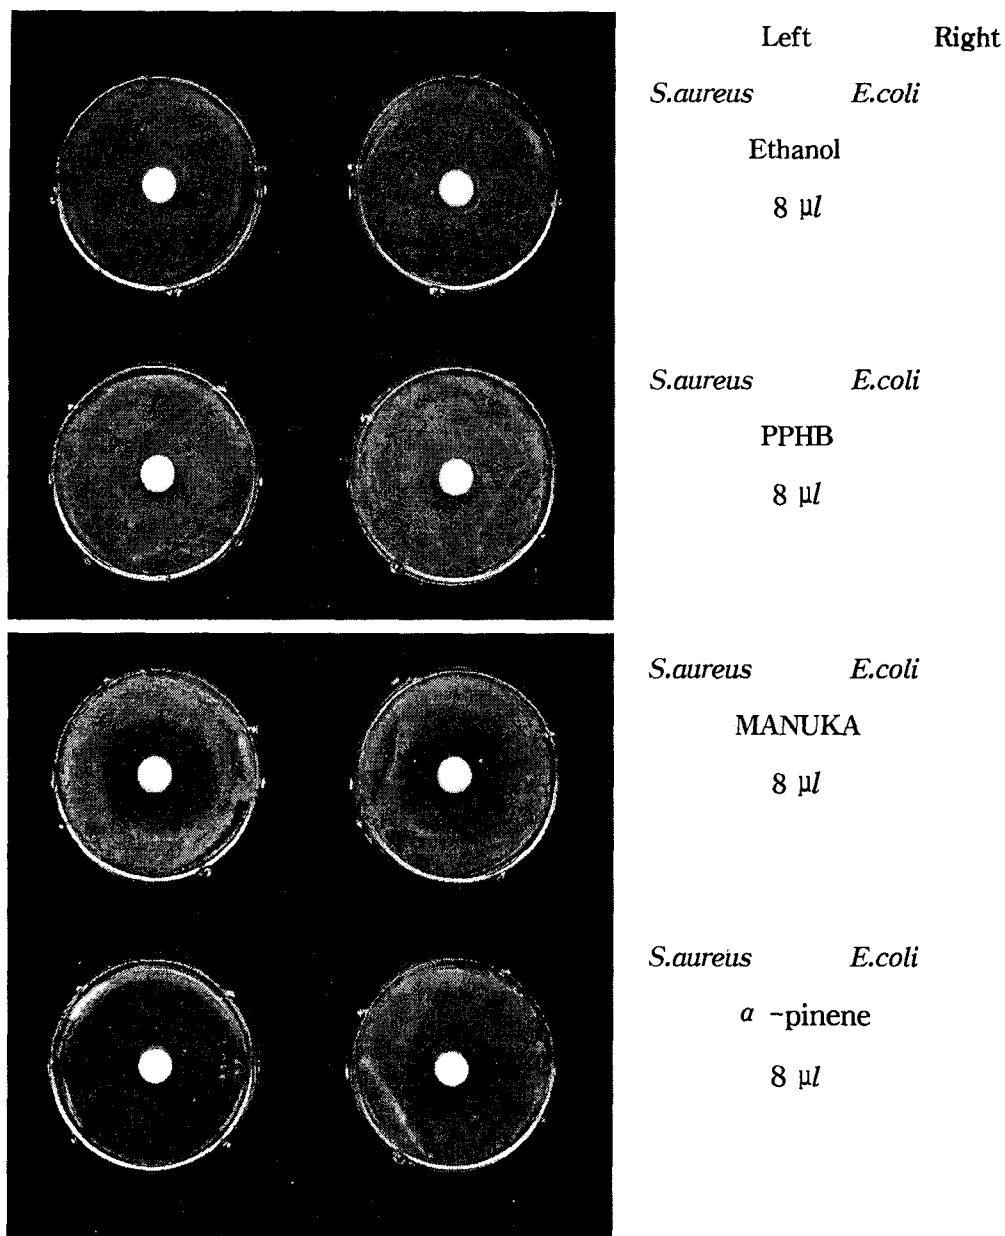 Left Right
S.aureus E.coli
Ethanol
8 μl
S.aureus E.coli
PPHB
8 μl
S.aureus E.coli
MANUKA
8 μl
S.aureus E.coli
α -pinene
8 μl